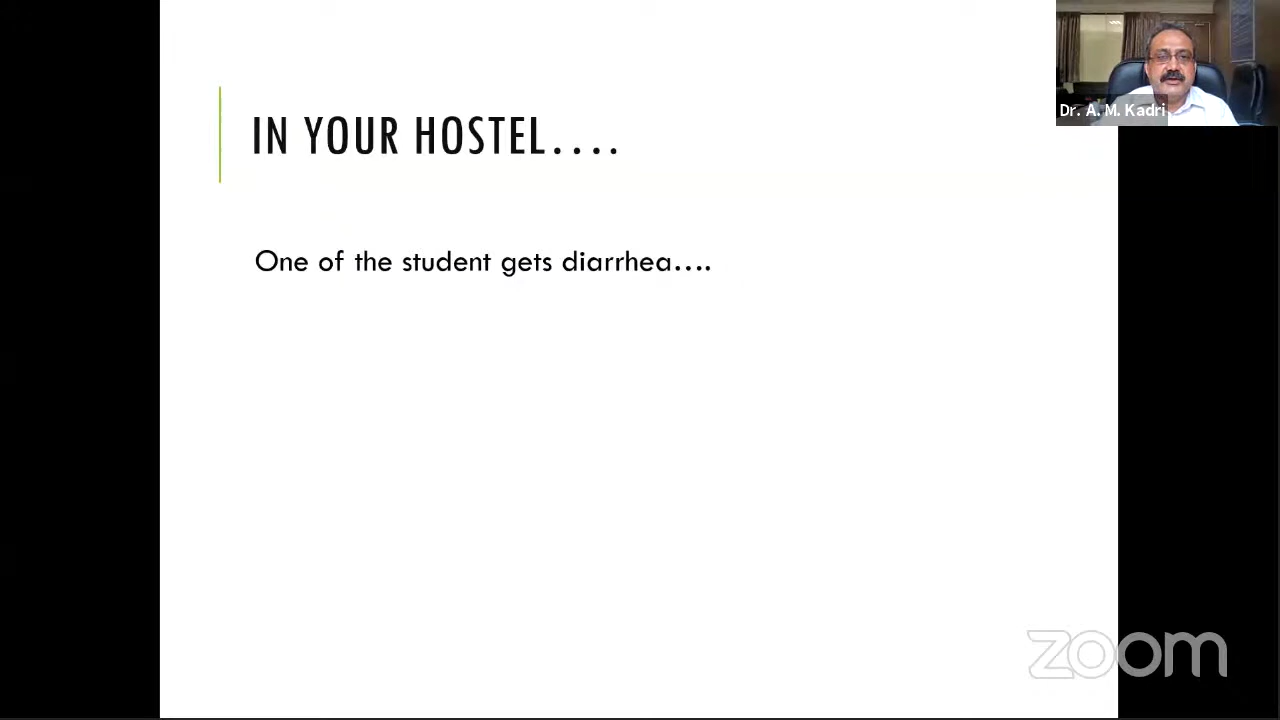 IN YOUR HOSTEL....
One of the student gets diarrhea....
Dr. A. M. Kadri
zoom